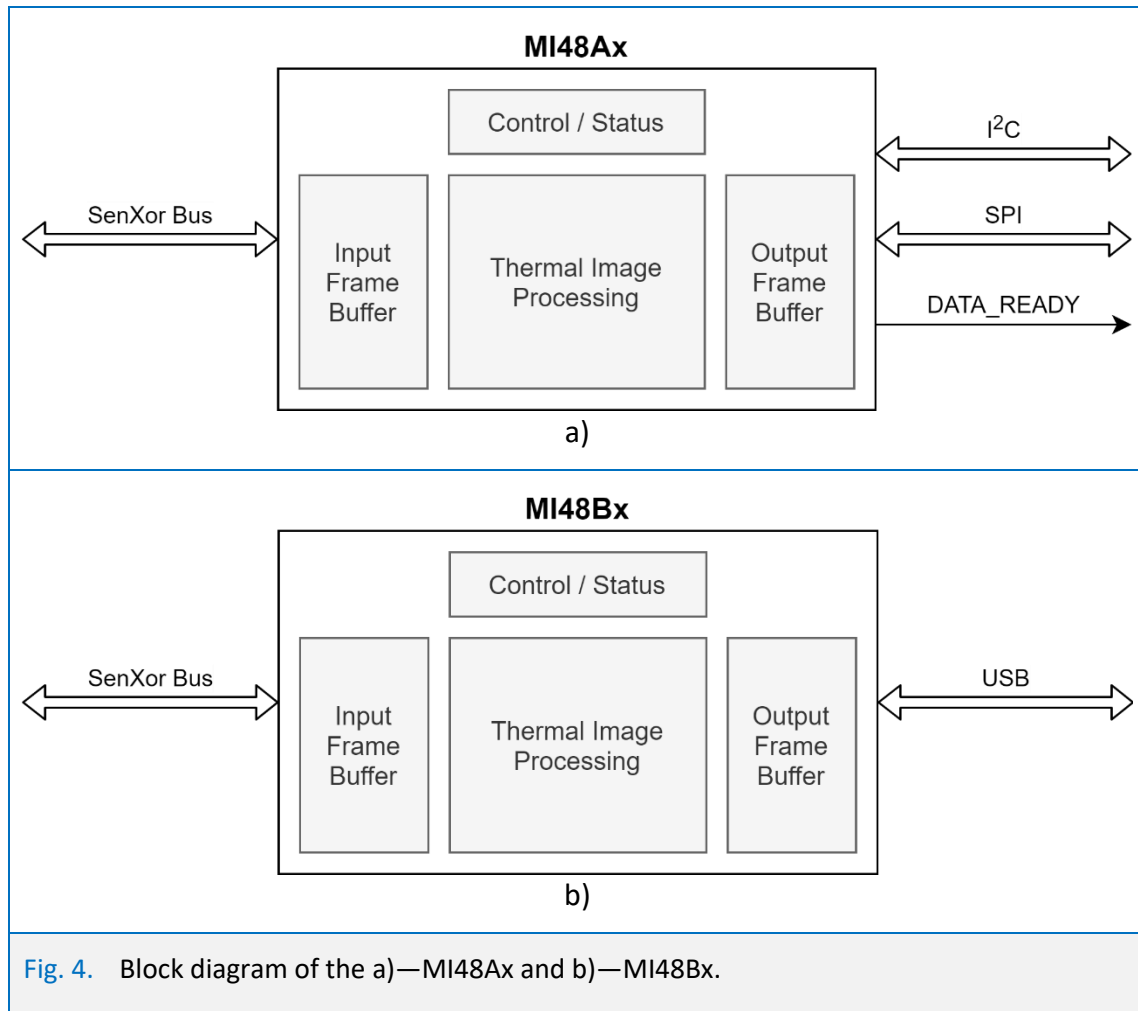 MI48Ax
Control / Status
I²C
SenXor Bus
SPI
Input
Frame
Buffer
Thermal Image
Processing
Output
Frame
Buffer
DATA_READY
a)
MI48Bx
Control / Status
SenXor Bus
USB
Input
Frame
Buffer
Thermal Image
Processing
Output
Frame
Buffer
b)
Fig. 4. Block diagram of the a)—MI48Ax and b)—MI48Bx.